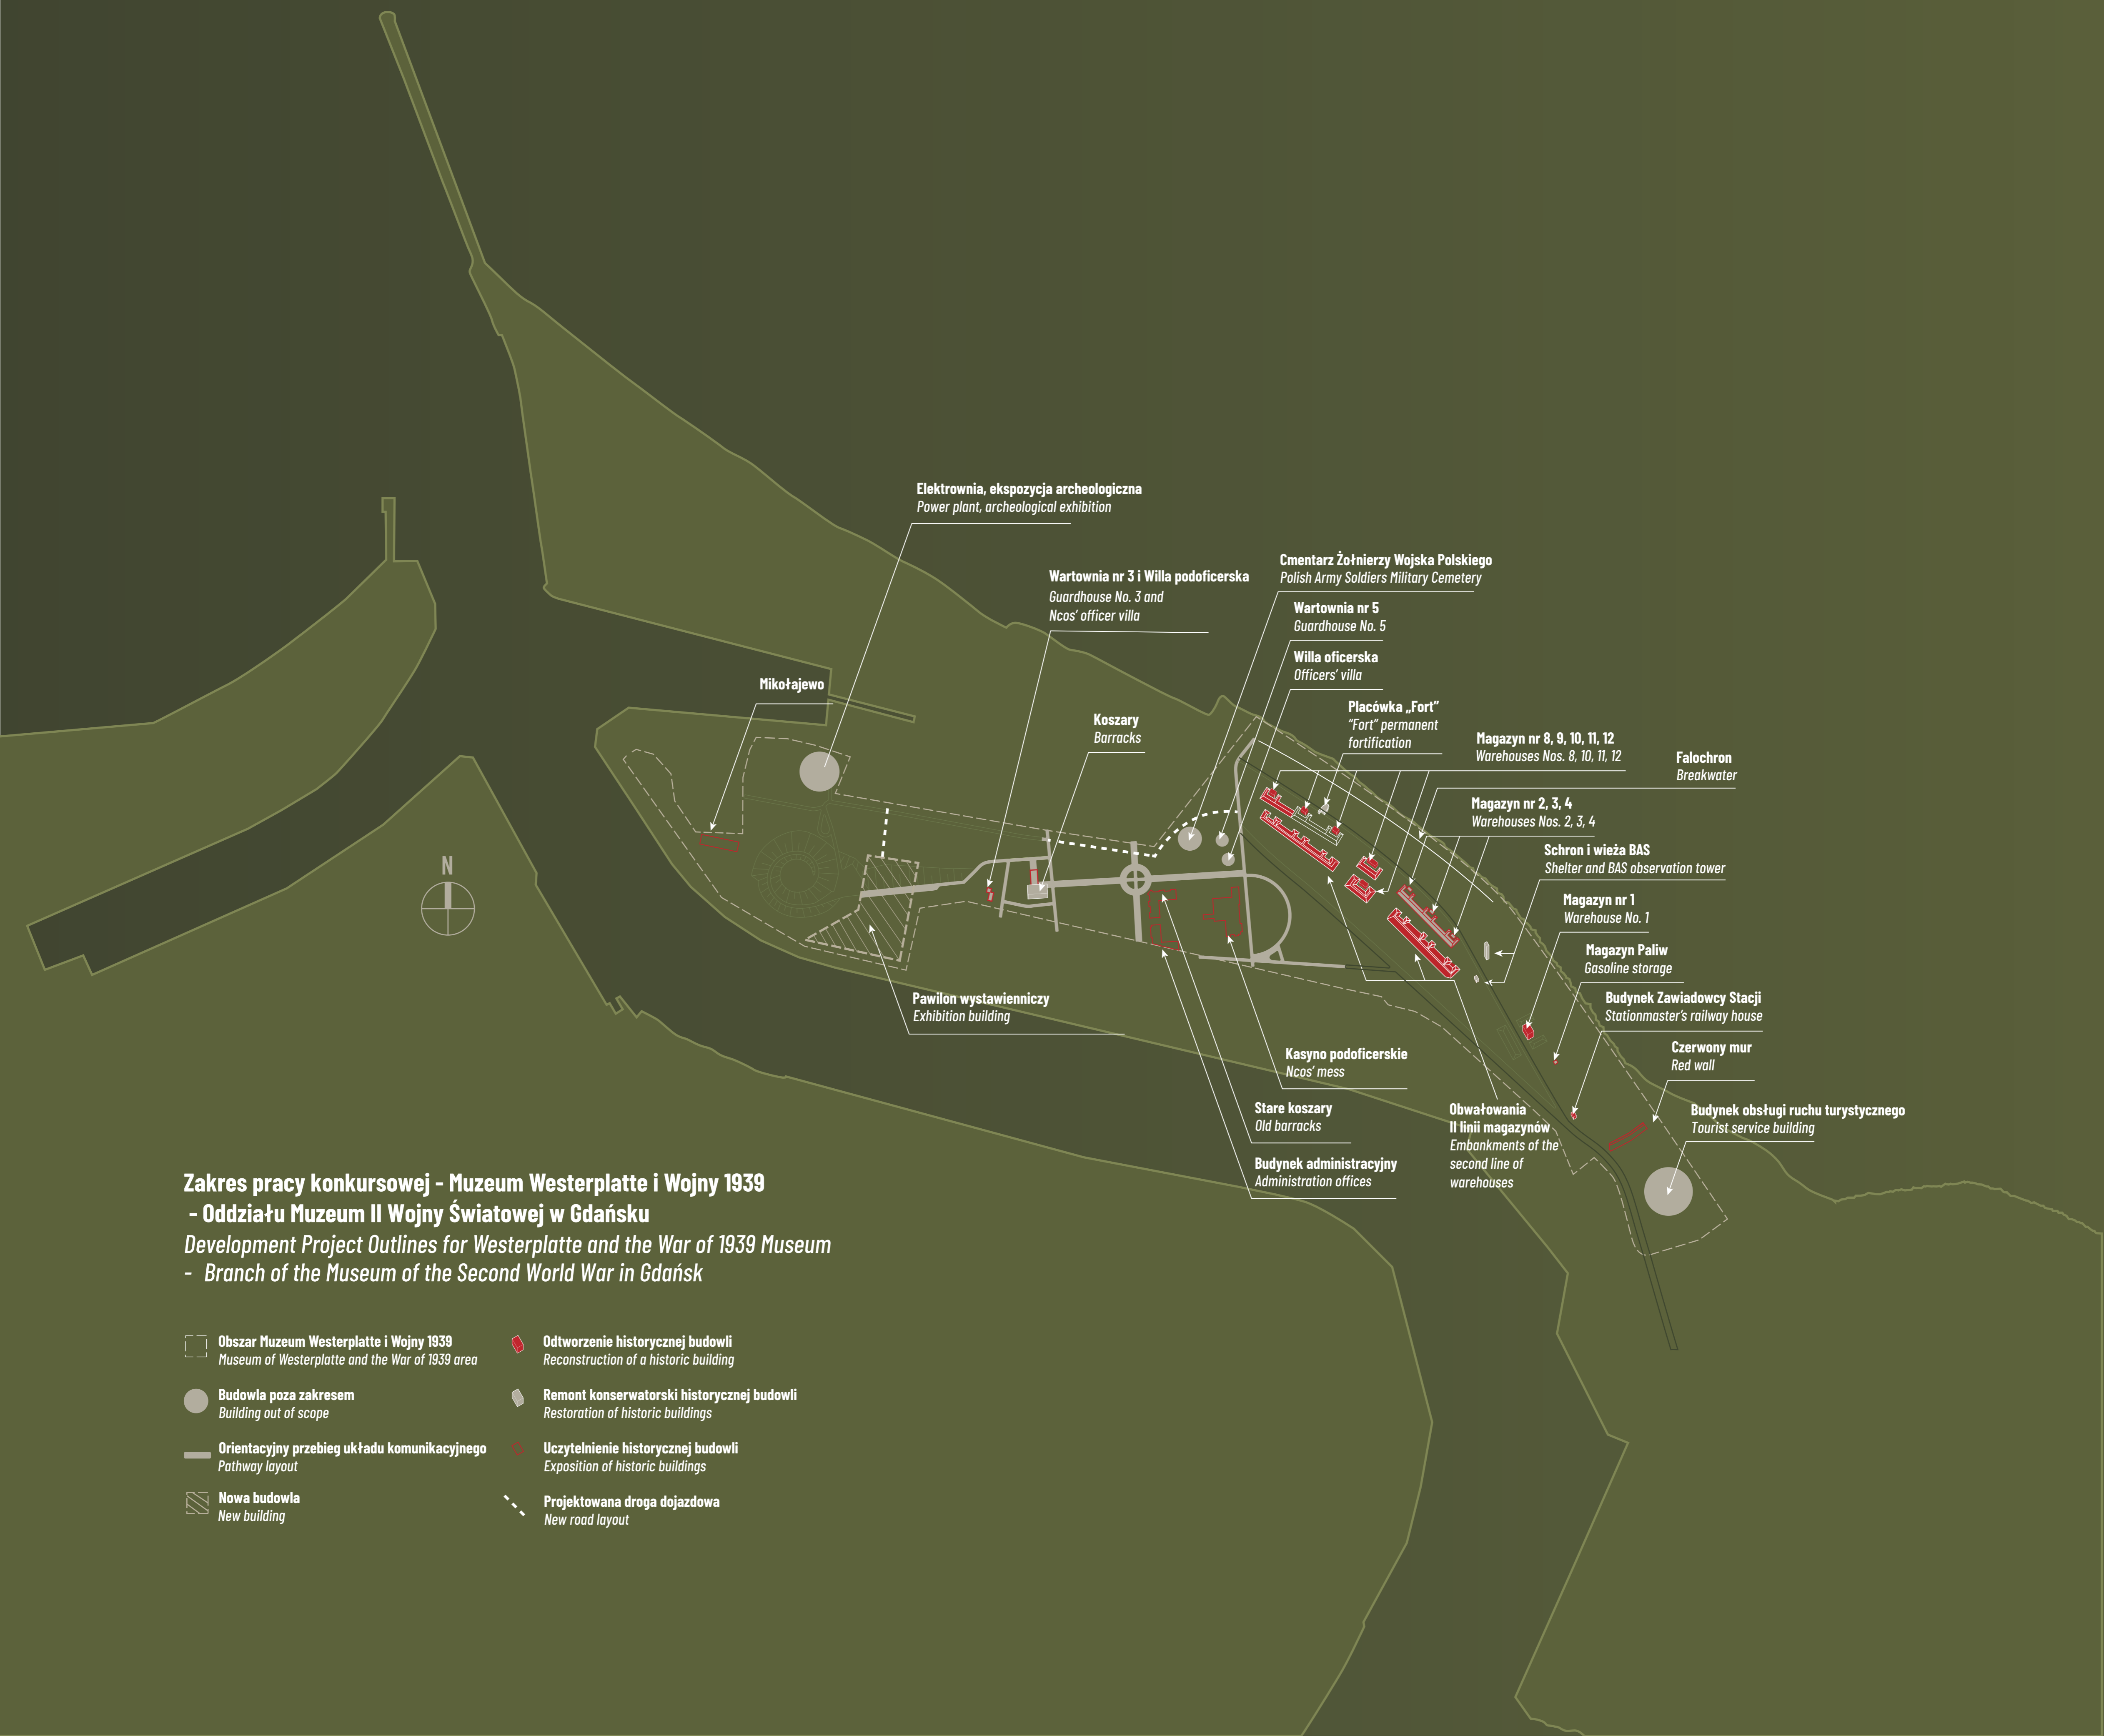 Elektrownia, ekspozycja archeologiczna
Power plant, archeological exhibition
Cmentarz Żołnierzy Wojska Polskiego
Polish Army Soldiers Military Cemetery
Wartownia nr 3 i Willa podoficerska
Guardhouse No. 3 and
Ncos’ officer villa
Wartownia nr 5
Guardhouse No. 5
Willa oficerska
Officers’ villa
Mikołajewo
Koszary
Barracks
Placówka „Fort”
“Fort” permanent
fortification
Magazyn nr 8, 9, 10, 11, 12
Warehouses Nos. 8, 10, 11, 12
Falochron
Breakwater
Magazyn nr 2, 3, 4
Warehouses Nos. 2, 3, 4
Schron i wieża BAS
Shelter and BAS observation tower
Magazyn nr 1
Warehouse No. 1
Magazyn Paliw
Gasoline storage
Budynek Zawiadowcy Stacji
Stationmaster’s railway house
Czerwony mur
Red wall
Budynek obsługi ruchu turystycznego
Tourist service building
Pawilon wystawienniczy
Exhibition building
Kasyno podoficerskie
Ncos’ mess
Stare koszary
Old barracks
Budynek administracyjny
Administration offices
Obwałowania
II linii magazynów
Embankments of the
second line of
warehouses
N
Zakres pracy konkursowej - Muzeum Westerplatte i Wojny 1939
- Oddziału Muzeum II Wojny Światowej w Gdańsku
Development Project Outlines for Westerplatte and the War of 1939 Museum
- Branch of the Museum of the Second World War in Gdańsk
Obszar Muzeum Westerplatte i Wojny 1939
Museum of Westerplatte and the War of 1939 area
Budowla poza zakresem
Building out of scope
Orientacyjny przebieg układu komunikacyjnego
Pathway layout
Nowa budowla
New building
Odtworzenie historycznej budowli
Reconstruction of a historic building
Remont konserwatorski historycznej budowli
Restoration of historic buildings
Uczytelnienie historycznej budowli
Exposition of historic buildings
Projektowana droga dojazdowa
New road layout